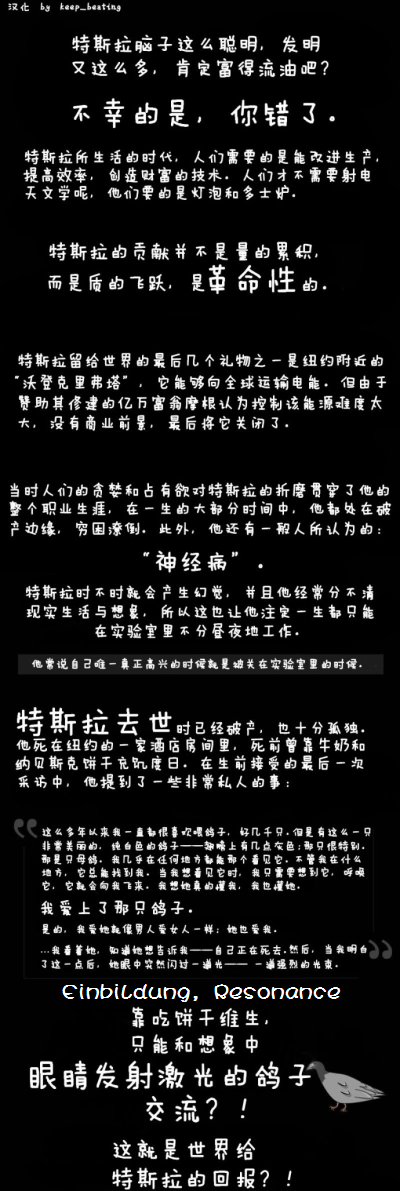 汉化 by keep_beating
特斯拉脑子这么聪明，发明
又这么多，肯定富得流油吧？
不幸的是，你错了。
特斯拉所生活的时代，人们需要的是能改进生产，
提高效率，创造财富的技术。人们才不需要射电
天文学呢，他们要的是灯泡和多士炉。
特斯拉的贡献并不是量的累积，
而是质的飞跃，是革命性的。
特斯拉留给世界的最后几个礼物之一是纽约附近的
“沃登克里弗塔”，它能够向全球运输电能。但由于
赞助其修建的亿万富翁摩根认为控制该能源难度太
大，没有商业前景，最后将它关闭了。
当时人们的贪婪和占有欲对特斯拉的折磨贯穿了他的
整个职业生涯，在一生的大部分时间中，他都处在破
产边缘，穷困潦倒。此外，他还有一般人所认为的：
“神经病”。
特斯拉时不时就会产生幻觉，并且他经常分不清
现实生活与想象，所以这也让他注定一生都只能
在实验室里不分昼夜地工作。
他常说自己唯一真正高兴的时候就是被关在实验室里的时候。
特斯拉去世时已经破产，也十分孤独。
他死在纽约的一家酒店房间里，死前曾靠牛奶和
纳贝斯克饼干充饥度日。在生前接受的最后一次
采访中，他提到了一些非常私人的事：
这么多年以来我一直都很喜欢喂鸽子，好几千只。但是有这么一只
非常美丽的，纯白色的鸽子——翅膀上有几点灰色；那只很特别。
那是只母鸽。我几乎在任何地方都能那个看见它。不管我在什么
地方，它总能找到我。当我想看见它时，我只需要想到它，呼唤
它，它就会向我飞来。我想她真的懂我，我也懂她。
我爱上了那只鸽子。
是的，我爱她就像男人爱女人一样；她也爱我。
…我看着她，知道她想告诉我——自己正在死去。然后，当我明白
了这一点后，她眼中突然闪过一道光—— 一道强烈的光束。
Einbildung, Resonance
靠吃饼干维生，
只能和想象中
眼睛发射激光的鸽子
交流？！
这就是世界给
特斯拉的回报？！